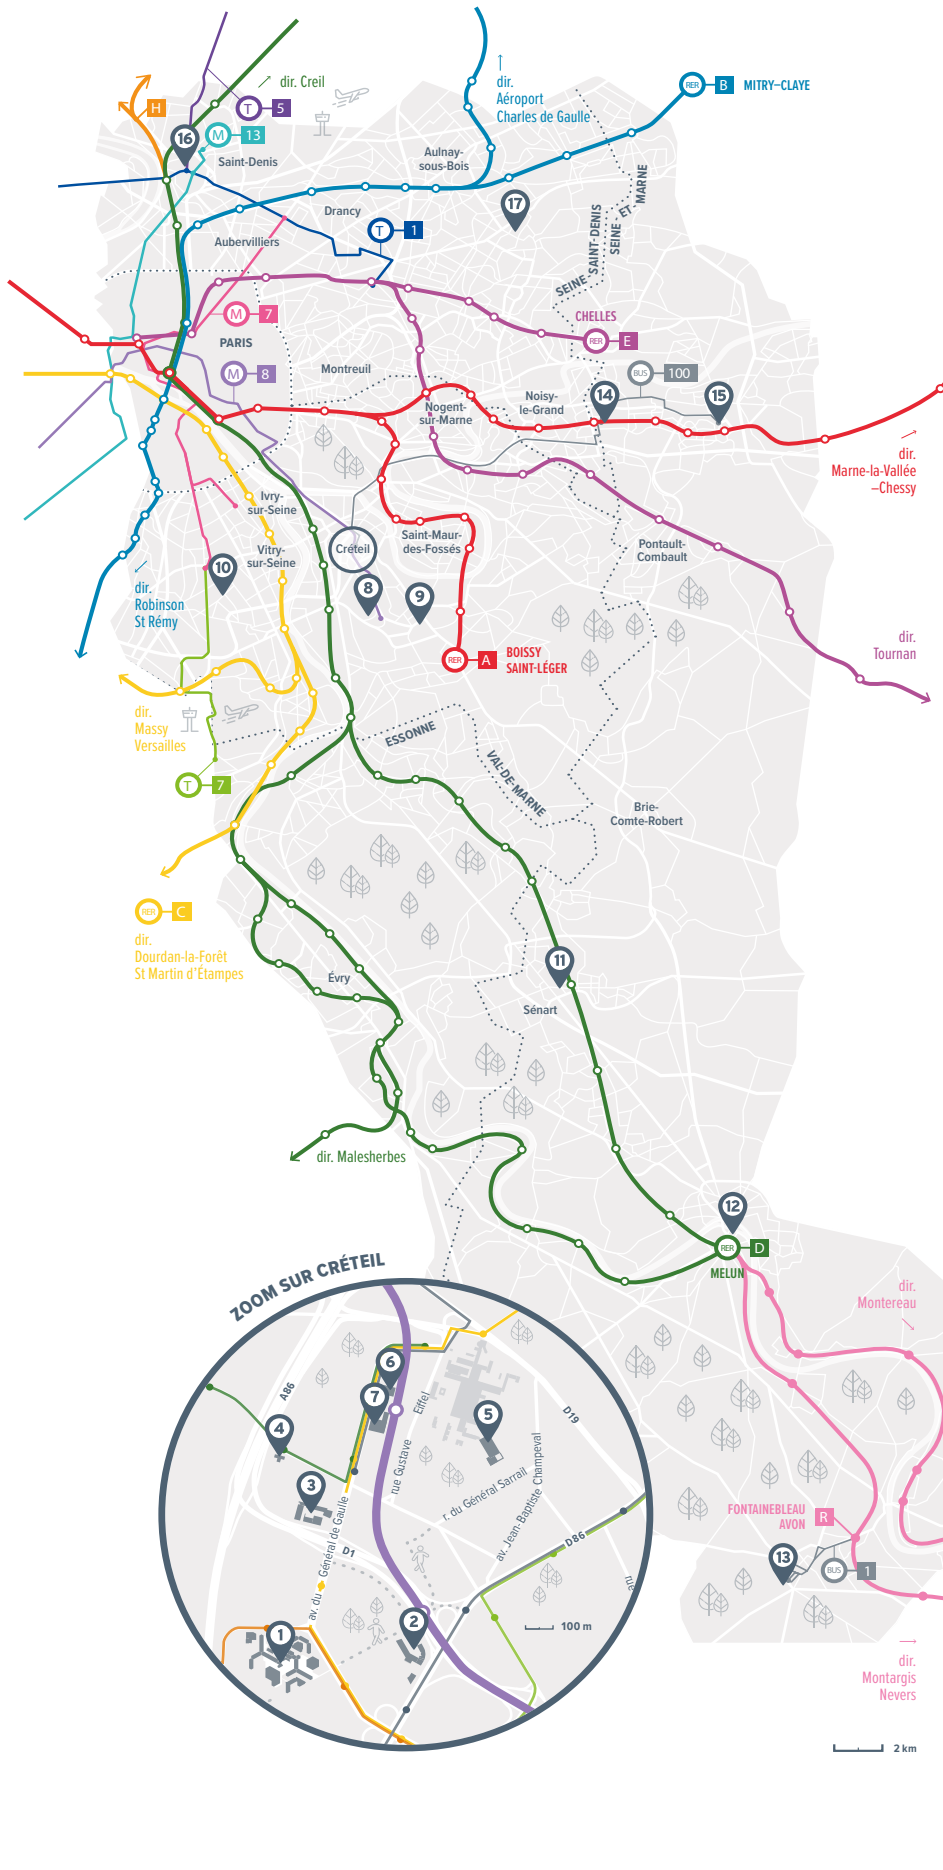 dir. Creil
dir.
Aéroport
Charles de Gaulle
RER B MITRY–CLAYE
H
T 5
M 13
16
Saint-Denis
Aulnay-
sous-Bois
17
SEINE SAINT-DENIS
SEINE ET MARNE
Drancy
T 1
Aubervilliers
M 7
CHELLES
RER E
PARIS
M 8
Montreuil
BUS 100
14
15
Noisy-
le-Grand
Nogent-
sur-Marne
dir.
Marne-la-Vallée
–Chessy
Ivry-
sur-Seine
Vitry-
sur-Seine
Créteil
Saint-Maur-
des-Fossés
Pontault-
Combault
10
8
9
dir.
Robinson
St Rémy
RER A BOISSY
SAINT-LÉGER
dir.
Tournan
dir.
Massy
Versailles
ESSONNE
VAL-DE-MARNE
T 7
Brie-
Comte-Robert
RER C
dir.
Dourdan-la-Forêt
St Martin d'Étampes
11
Évry
Sénart
dir. Malesherbes
12
RER D
MELUN
dir.
Montereau
ZOOM SUR CRÉTEIL
6
7
A86
Eiffel
rue Gustave
5
4
D19
3
r. du Général Sarrail
av. Jean-Baptiste Champeval
av. du Général de Gaulle
D1
D86
rue
1
2
100 m
FONTAINEBLEAU
AVON
R
13
BUS 1
dir.
Montargis
Nevers
2 km